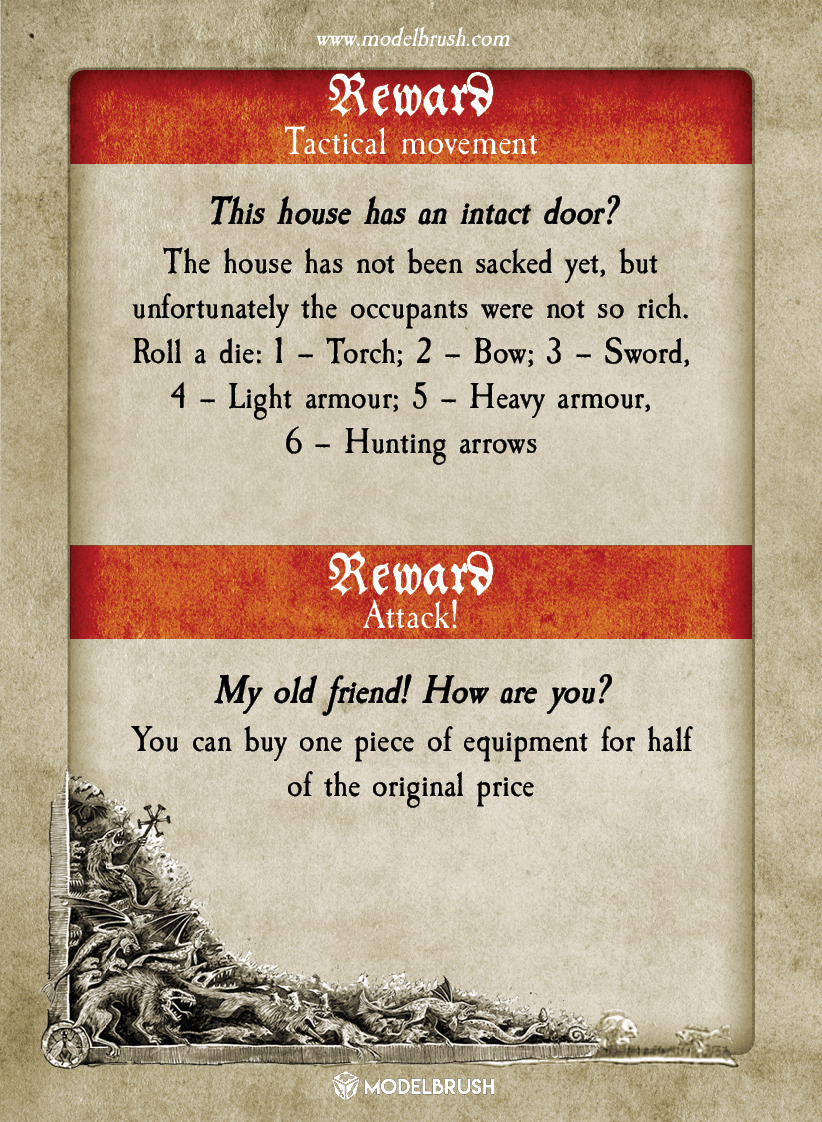 www.modelbrush.com
Reward
Tactical movement
This house has an intact door?
The house has not been sacked yet, but
unfortunately the occupants were not so rich.
Roll a die: 1 – Torch; 2 – Bow; 3 – Sword,
4 – Light armour; 5 – Heavy armour,
6 – Hunting arrows
Reward
Attack!
My old friend! How are you?
You can buy one piece of equipment for half
of the original price
MODELBRUSH